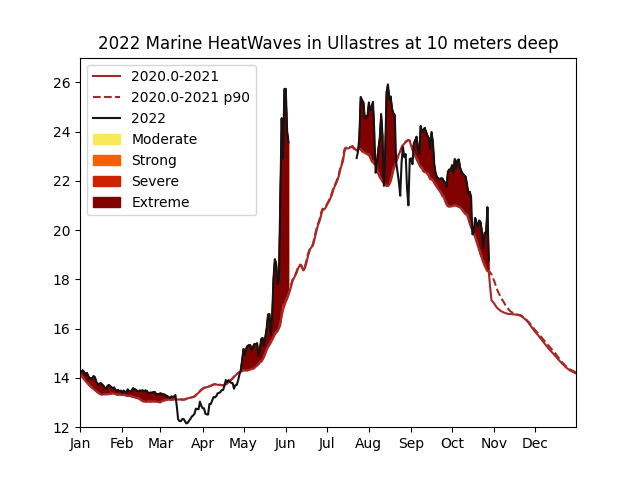 2022 Marine HeatWaves in Ullastres at 10 meters deep
2020.0-2021
2020.0-2021 p90
2022
Moderate
Strong
Severe
Extreme
26
24
22
20
18
16
14
12
Jan Feb Mar Apr May Jun Jul Aug Sep Oct Nov Dec